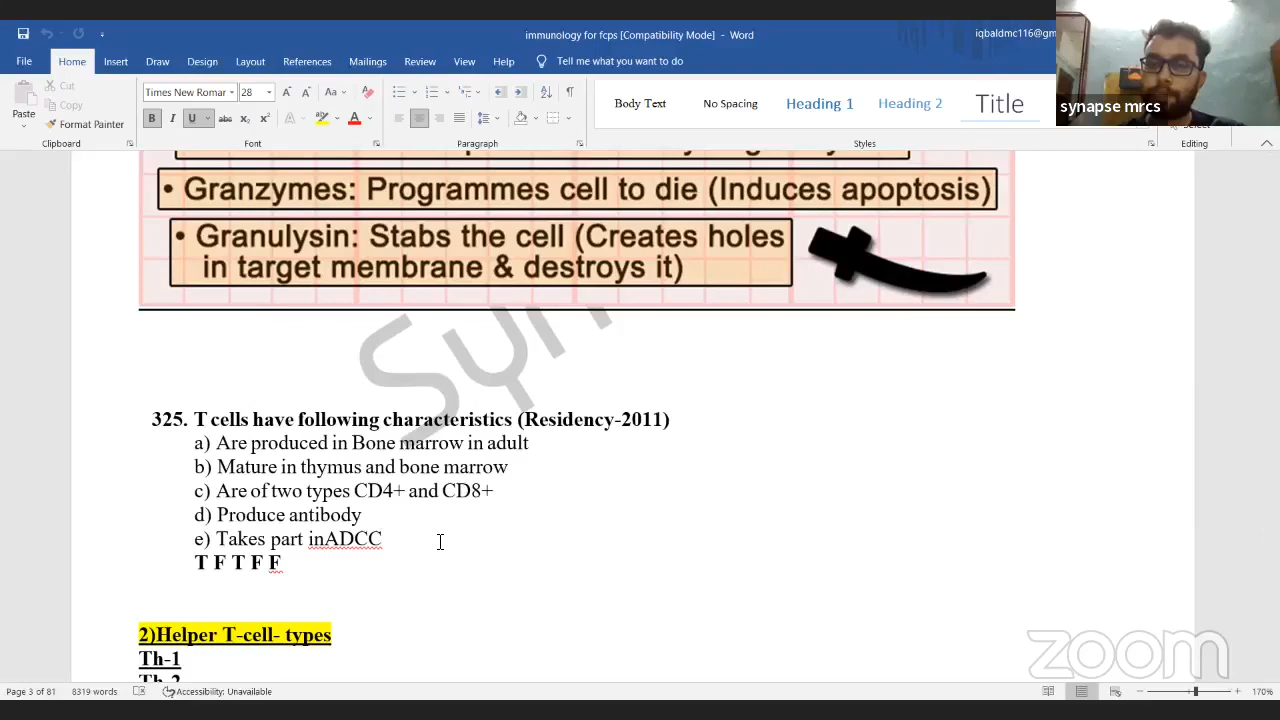 immunology for fcps [Compatibility Mode] - Word
iqbaldmc116@gm
File Home Insert Draw Design Layout References Mailings Review View Help Tell me what you want to do
Paste
Cut
Copy
Format Painter
Clipboard
Times New Romar 28
Font
Paragraph
Body Text No Spacing Heading 1 Heading 2 Title
Styles
Editing
synapse mrcs
• Granzymes: Programmes cell to die (Induces apoptosis)
• Granulysin: Stabs the cell (Creates holes
in target membrane & destroys it)
Syn
325. T cells have following characteristics (Residency-2011)
a) Are produced in Bone marrow in adult
b) Mature in thymus and bone marrow
c) Are of two types CD4+ and CD8+
d) Produce antibody
e) Takes part inADCC
T F T F F
2)Helper T-cell- types
Th-1
Th-2
zoom
Page 3 of 81 8319 words Accessibility: Unavailable 170%